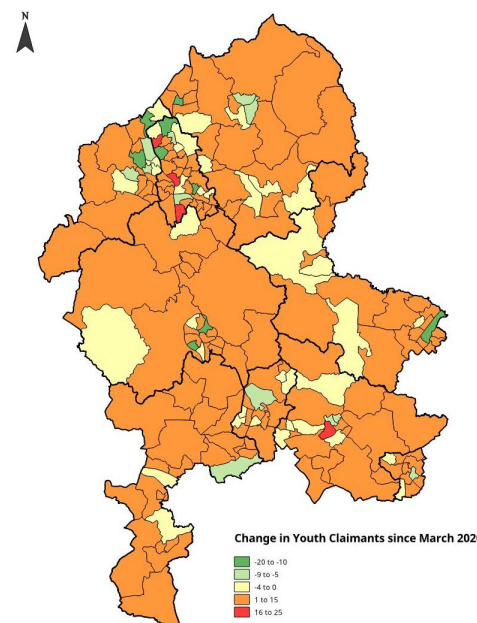 N
Change in Youth Claimants since March 202
-20 to -10
-9 to -5
-4 to 0
1 to 15
16 to 25